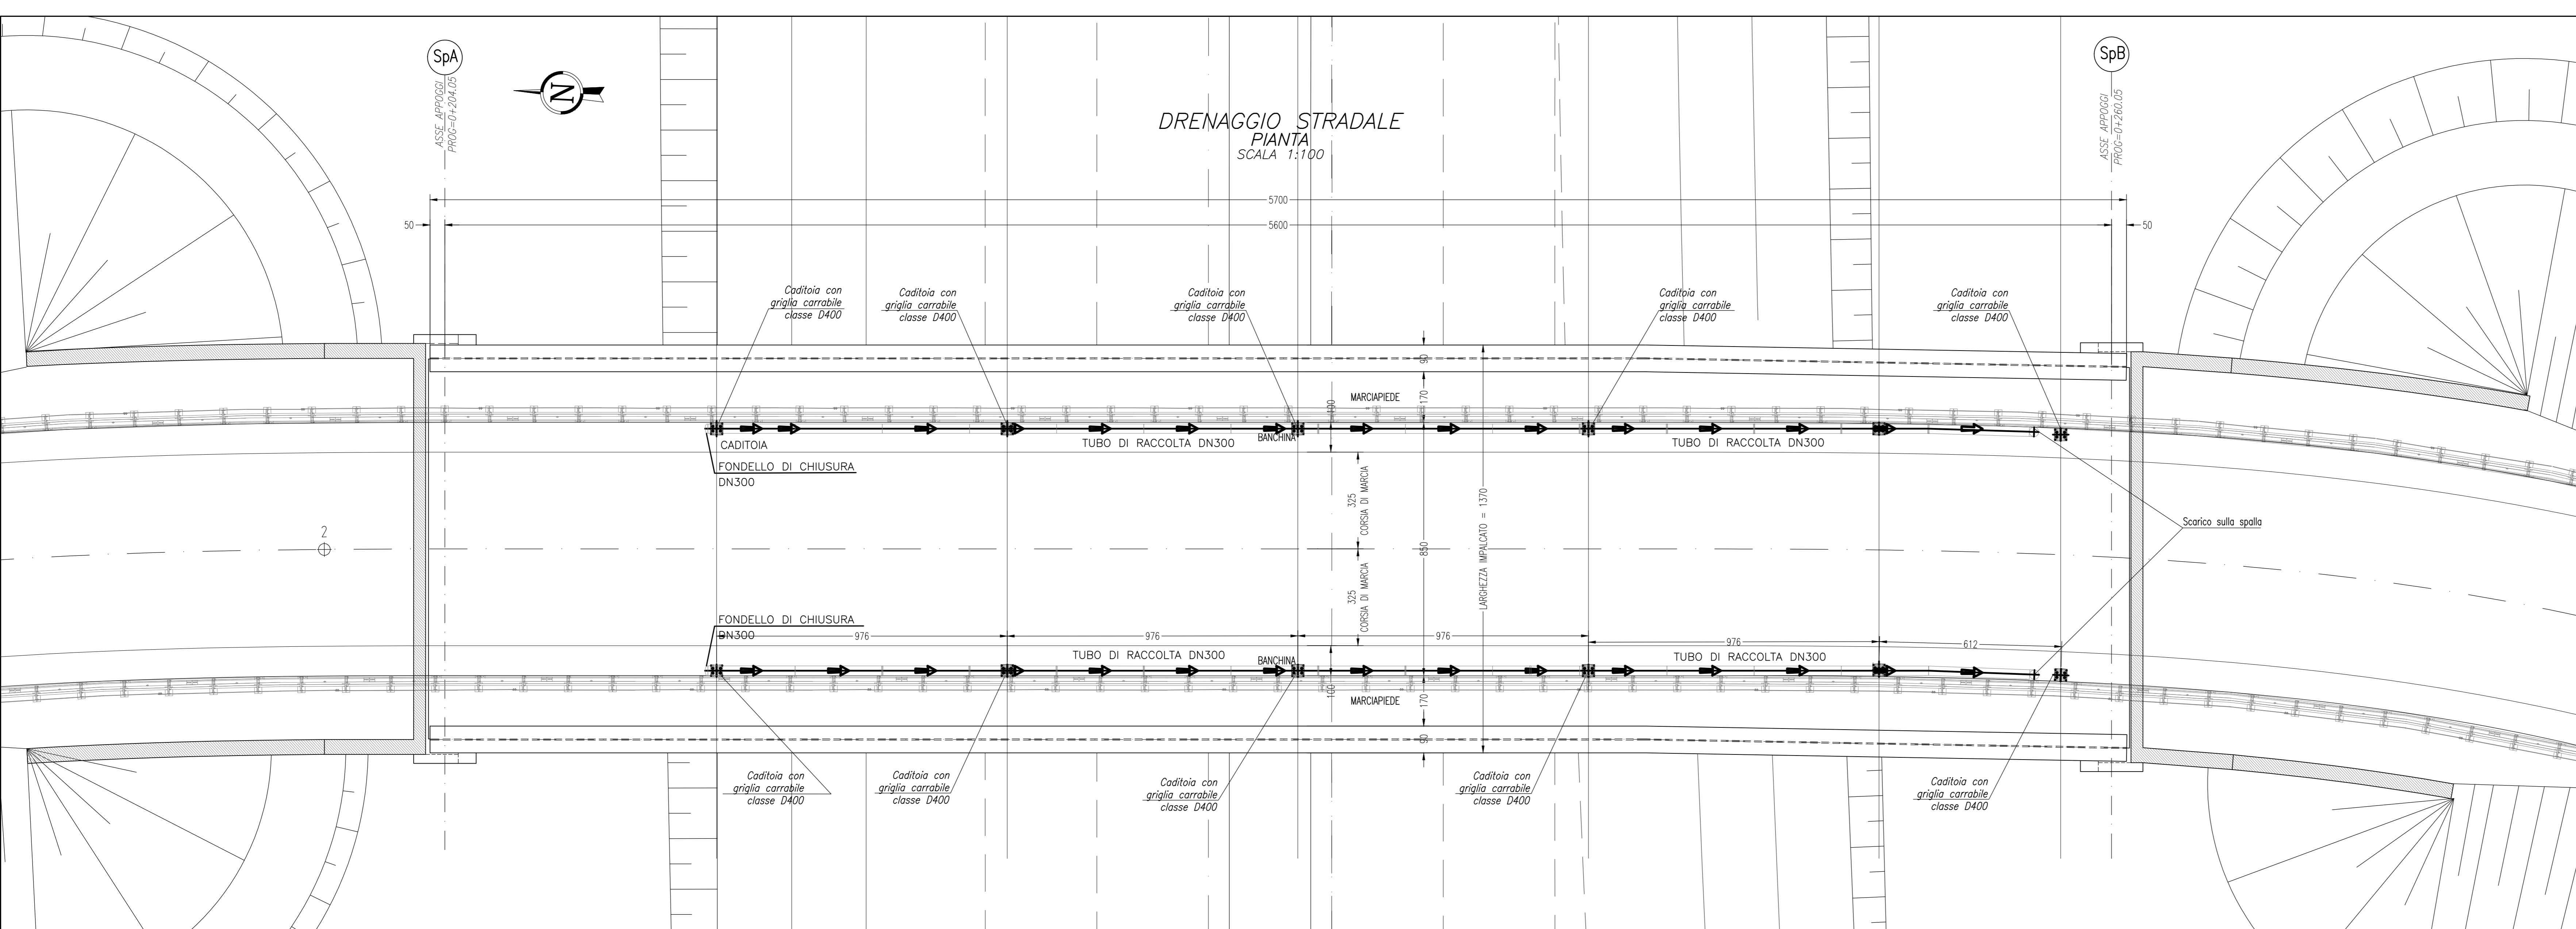 SpA
ASSE APPOGGI
PROG=0+204.05
N
DRENAGGIO STRADALE
PIANTA
SCALA 1:100
SpB
ASSE APPOGGI
PROG=0+260.05
5700
50
5600
50
Caditoia con
griglia carrabile
classe D400
Caditoia con
griglia carrabile
classe D400
Caditoia con
griglia carrabile
classe D400
Caditoia con
griglia carrabile
classe D400
Caditoia con
griglia carrabile
classe D400
90
170
100
MARCIAPIEDE
BANCHINA
CADITOIA
TUBO DI RACCOLTA DN300
TUBO DI RACCOLTA DN300
FONDELLO DI CHIUSURA
DN300
325
CORSIA DI MARCIA
LARGHEZZA IMPALCATO = 1370
850
Scarico sulla spalla
2
325
CORSIA DI MARCIA
FONDELLO DI CHIUSURA
DN300
976
976
976
976
612
TUBO DI RACCOLTA DN300
BANCHINA
TUBO DI RACCOLTA DN300
100
MARCIAPIEDE
170
90
Caditoia con
griglia carrabile
classe D400
Caditoia con
griglia carrabile
classe D400
Caditoia con
griglia carrabile
classe D400
Caditoia con
griglia carrabile
classe D400
Caditoia con
griglia carrabile
classe D400